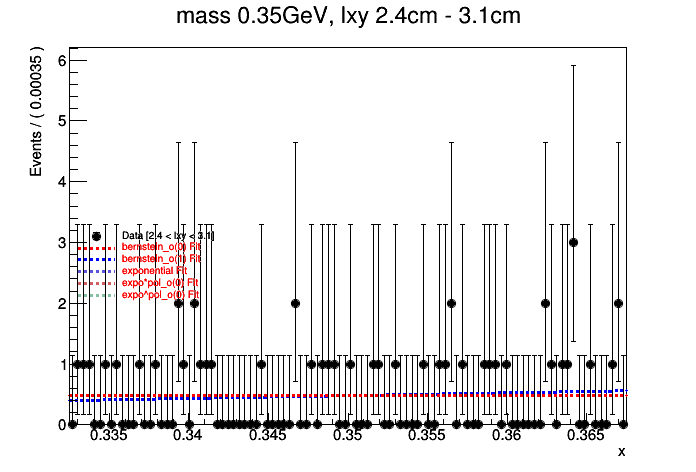 mass 0.35GeV, lxy 2.4cm - 3.1cm
Events / ( 0.00035 )
6
5
4
3
2
1
0
Data [2.4 < lxy < 3.1]
bernstein_o(0) Fit
bernstein_o(1) Fit
exponential Fit
expo*pol_o(0) Fit
expo^pol_o(0) Fit
0.335 0.34 0.345 0.35 0.355 0.36 0.365
x